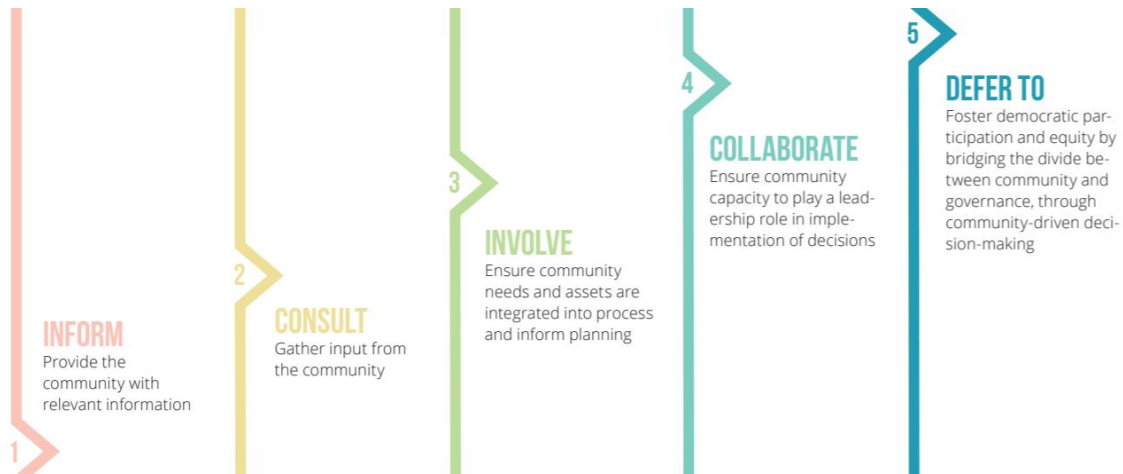 1
INFORM
Provide the
community with
relevant information
2
CONSULT
Gather input from
the community
3
INVOLVE
Ensure community
needs and assets are
integrated into process
and inform planning
4
COLLABORATE
Ensure community
capacity to play a lead-
ership role in imple-
mentation of decisions
5
DEFER TO
Foster democratic par-
ticipation and equity by
bridging the divide be-
tween community and
governance, through
community-driven deci-
sion-making